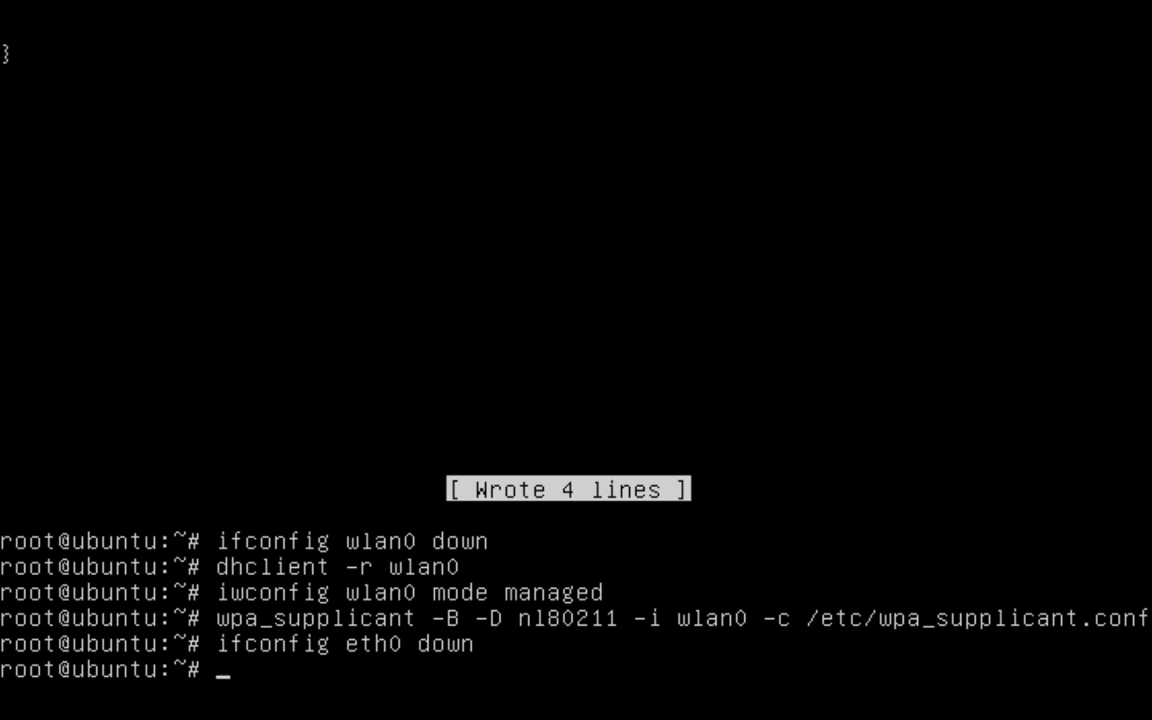 }
[ Wrote 4 lines ]
root@ubuntu:~# ifconfig wlan0 down
root@ubuntu:~# dhclient -r wlan0
root@ubuntu:~# iwconfig wlan0 mode managed
root@ubuntu:~# wpa_supplicant -B -D nl80211 -i wlan0 -c /etc/wpa_supplicant.conf
root@ubuntu:~# ifconfig eth0 down
root@ubuntu:~# _